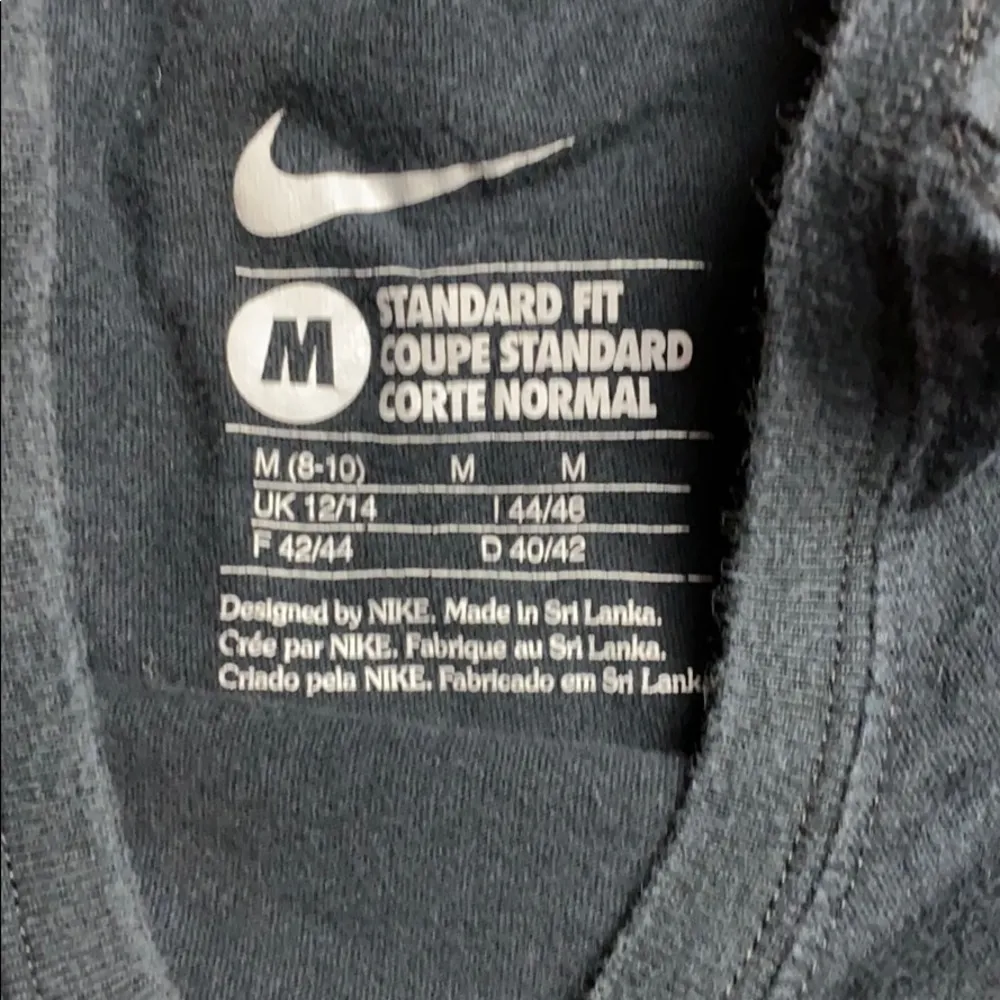 M
STANDARD FIT
COUPE STANDARD
CORTE NORMAL
M (8-10) M M
UK 12/14 I 44/46
F 42/44 D 40/42
Designed by NIKE. Made in Sri Lanka.
Crée par NIKE. Fabrique au Sri Lanka.
Criado pela NIKE. Fabricado em Sri Lank